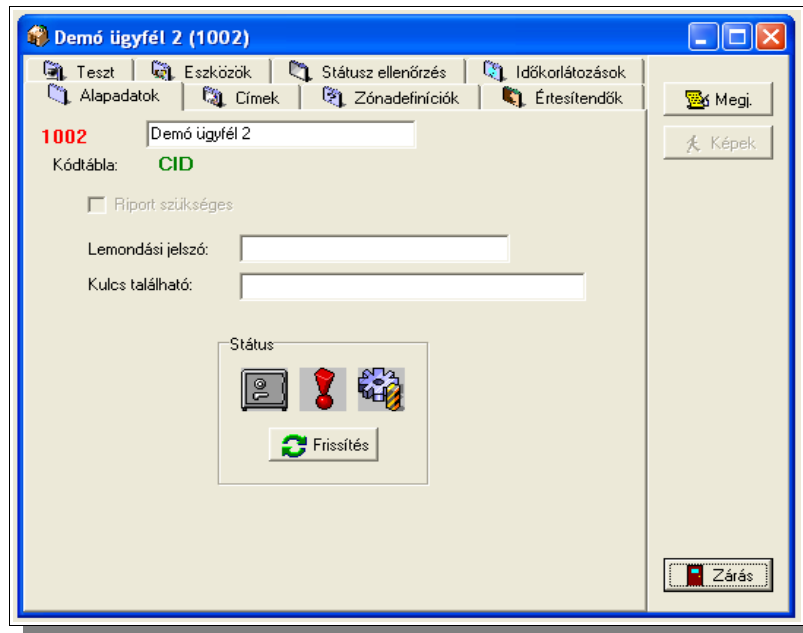 Demó ügyfél 2 (1002)
Teszt Eszközök Státusz ellenőrzés Időkorlátozások
Alapadatok Címek Zónadefiníciók Értesítendők
Megj.
1002 Demó ügyfél 2
Képek
Kódtábla: CID
Riport szükséges
Lemondási jelszó:
Kulcs található:
Státus
Frissítés
Zárás